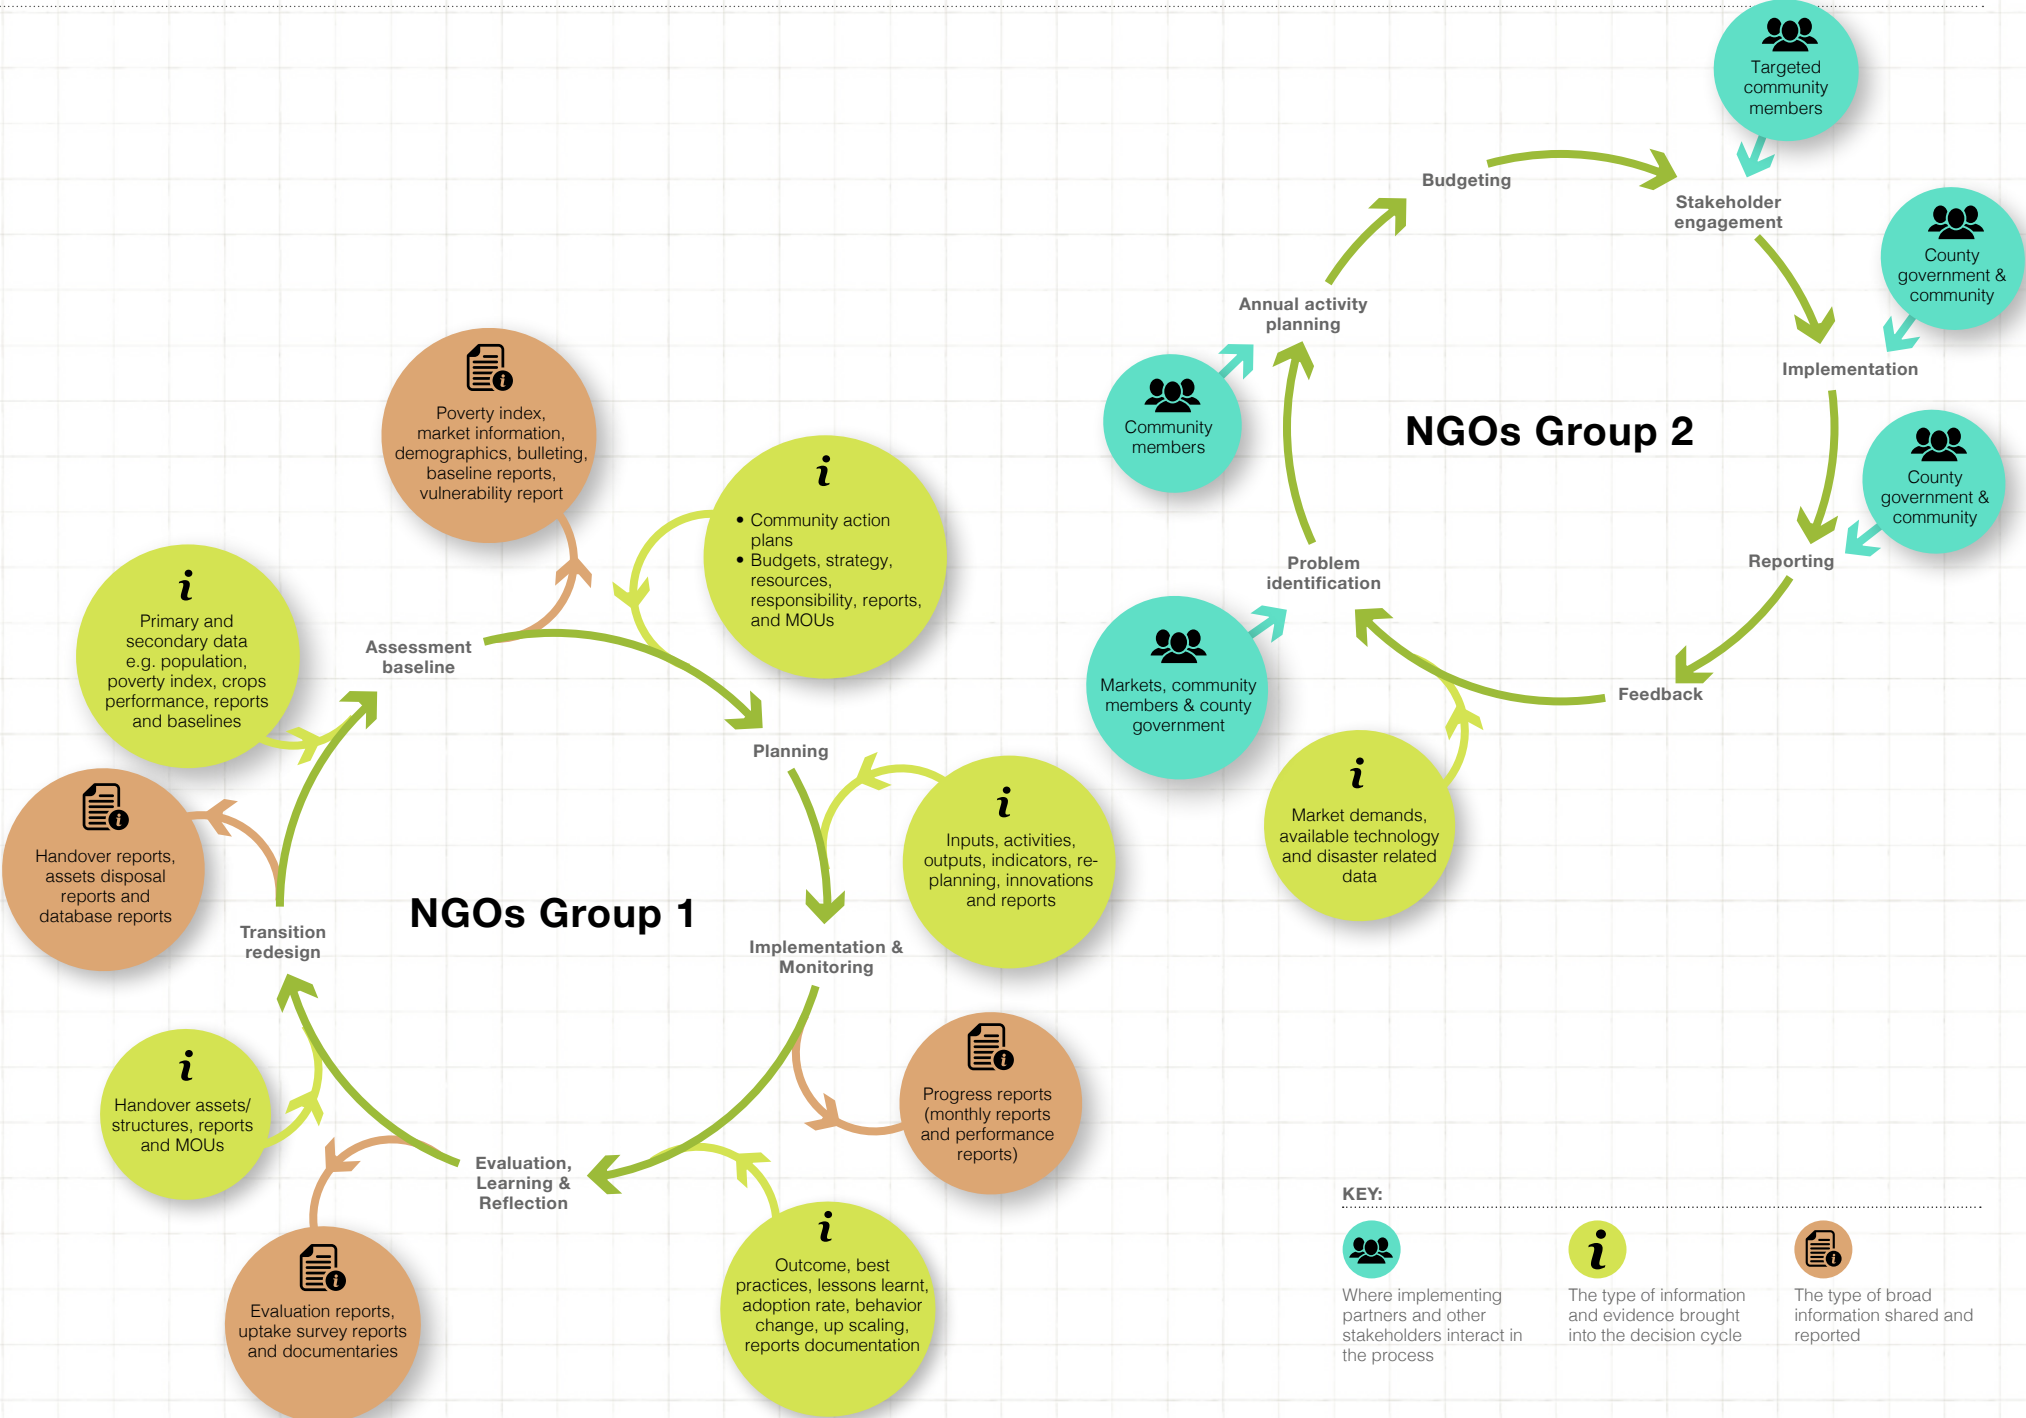 Targeted
community
members
Budgeting
Stakeholder
engagement
County
government &
community
Annual activity
planning
Implementation
Community
members
NGOs Group 2
County
government &
community
Reporting
Problem
identification
Markets, community
members & county
government
Feedback
i
Market demands,
available technology
and disaster related
data
Poverty index,
market information,
demographics, bulleting,
baseline reports,
vulnerability report
i
• Community action
plans
• Budgets, strategy,
resources,
responsibility, reports,
and MOUs
i
Primary and
secondary data
e.g. population,
poverty index, crops
performance, reports
and baselines
Assessment
baseline
Planning
i
Inputs, activities,
outputs, indicators, re-
planning, innovations
and reports
Handover reports,
assets disposal
reports and
database reports
NGOs Group 1
Transition
redesign
Implementation &
Monitoring
i
Handover assets/
structures, reports
and MOUs
Progress reports
(monthly reports
and performance
reports)
Evaluation,
Learning &
Reflection
i
Outcome, best
practices, lessons learnt,
adoption rate, behavior
change, up scaling,
reports documentation
Evaluation reports,
uptake survey reports
and documentaries
KEY:
Where implementing
partners and other
stakeholders interact in
the process
i
The type of information
and evidence brought
into the decision cycle
The type of broad
information shared and
reported